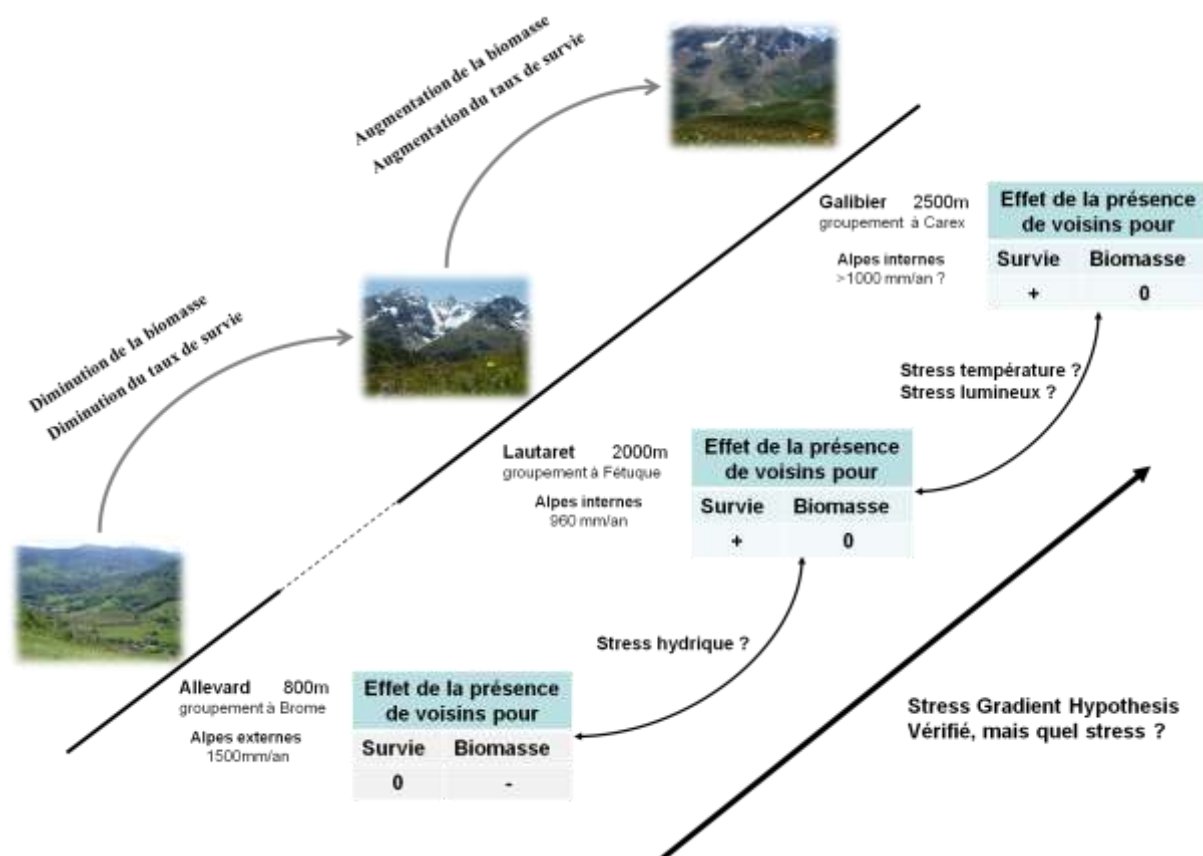 Augmentation de la biomasse
Augmentation du taux de survie
Diminution de la biomasse
Diminution du taux de survie
Galibier 2500m
groupement à Carex
Alpes internes
>1000 mm/an ?
Effet de la présence
de voisins pour
Survie Biomasse
+ 0
Stress température ?
Stress lumineux ?
Lautaret 2000m
groupement à Fétuque
Alpes internes
960 mm/an
Effet de la présence
de voisins pour
Survie Biomasse
+ 0
Stress hydrique ?
Allevard 800m
groupement à Brome
Alpes externes
1500mm/an
Effet de la présence
de voisins pour
Survie Biomasse
0 -
Stress Gradient Hypothesis
Vérifié, mais quel stress ?